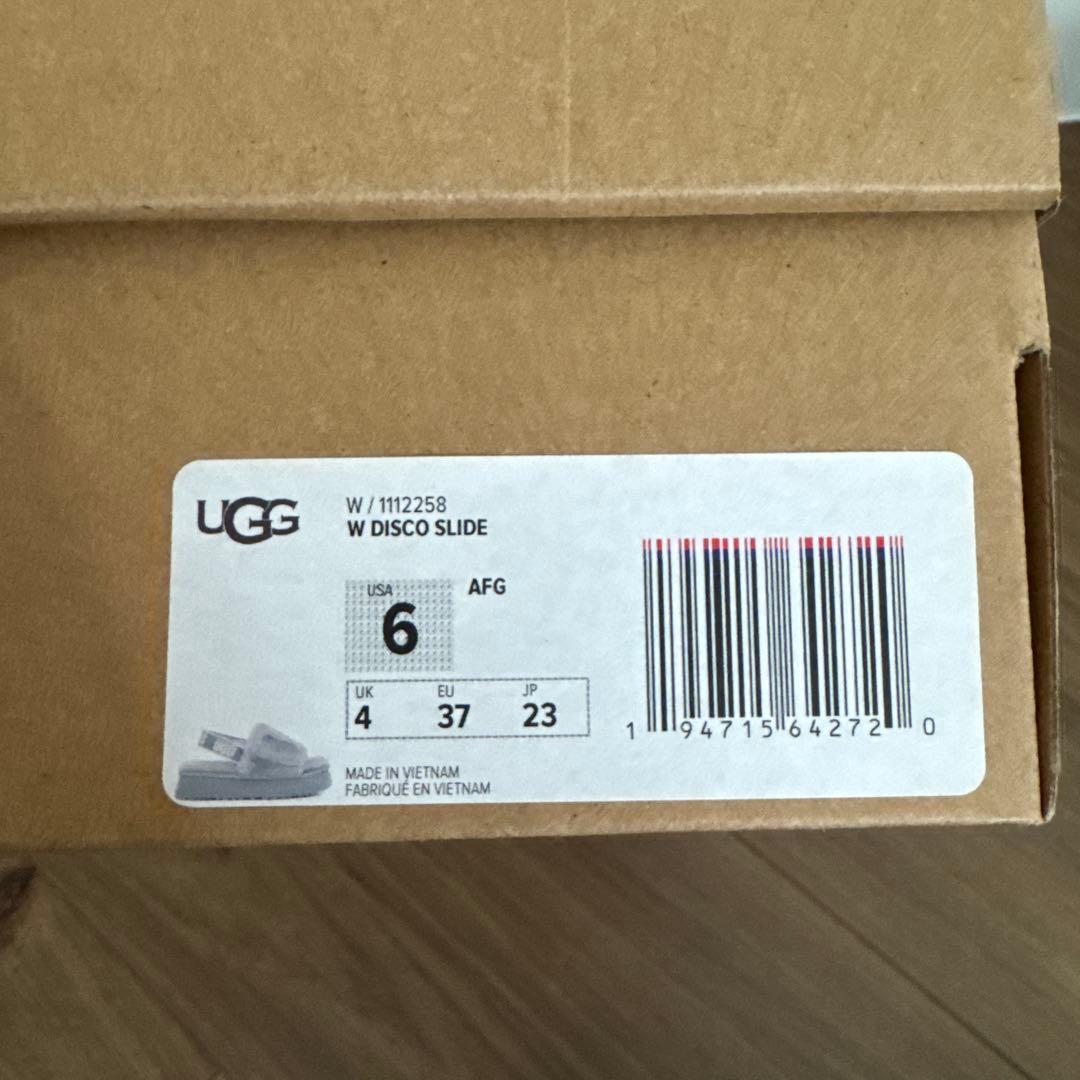 UGG
W / 1112258
W DISCO SLIDE
USA
6
AFG
UK EU JP
4 37 23
MADE IN VIETNAM
FABRIQUÉ EN VIETNAM
1 94715 64272 0